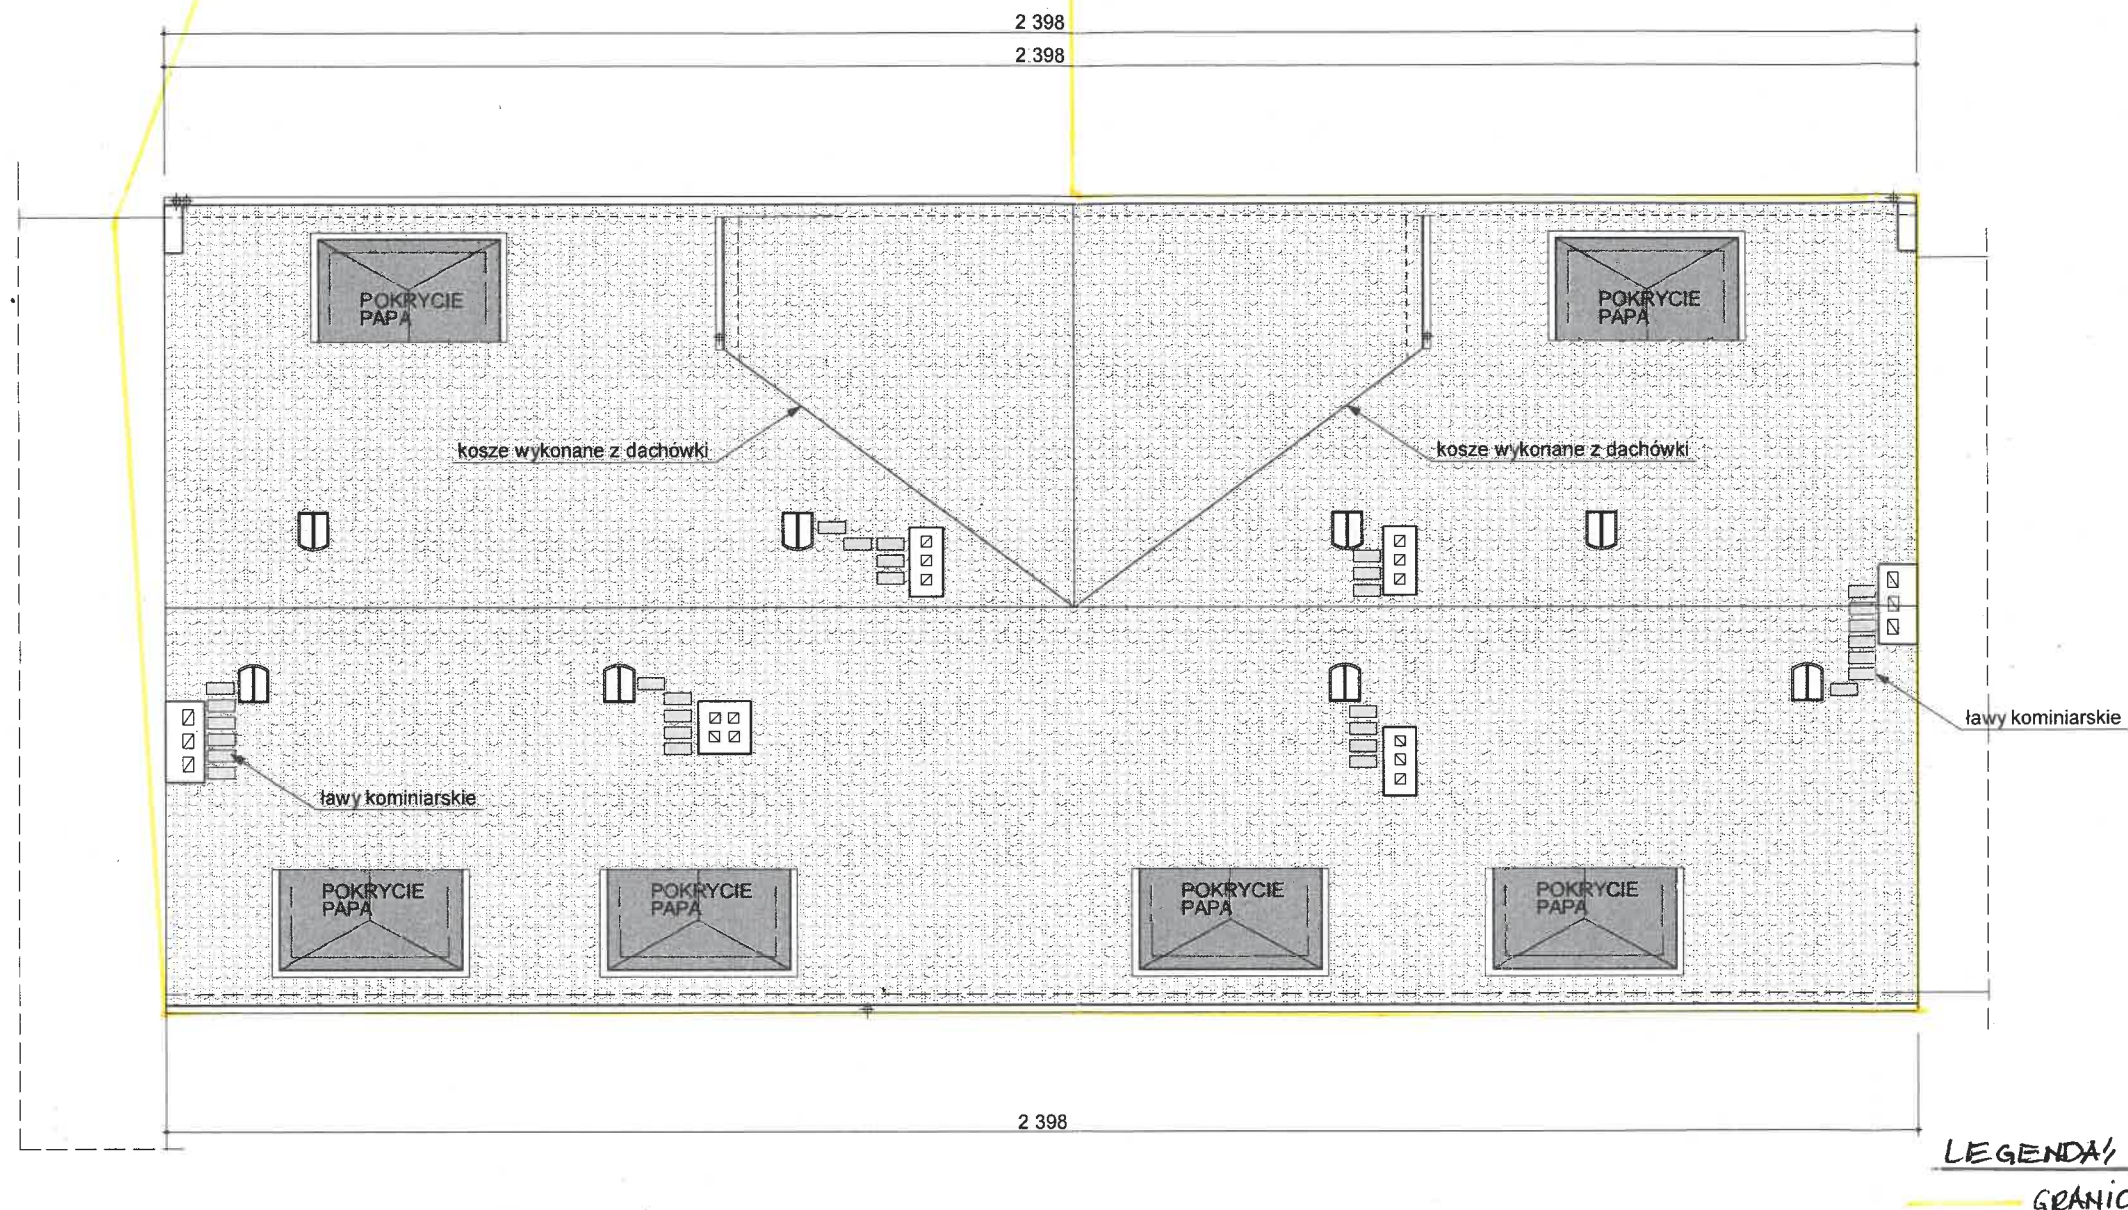 2 398
2 398
POKRYCIE
PAPA
POKRYCIE
PAPA
kosze wykonane z dachówki
kosze wykonane z dachówki
ławy kominiarskie
ławy kominiarskie
POKRYCIE
PAPA
POKRYCIE
PAPA
POKRYCIE
PAPA
POKRYCIE
PAPA
2 398
LEGENDA
GRANIC